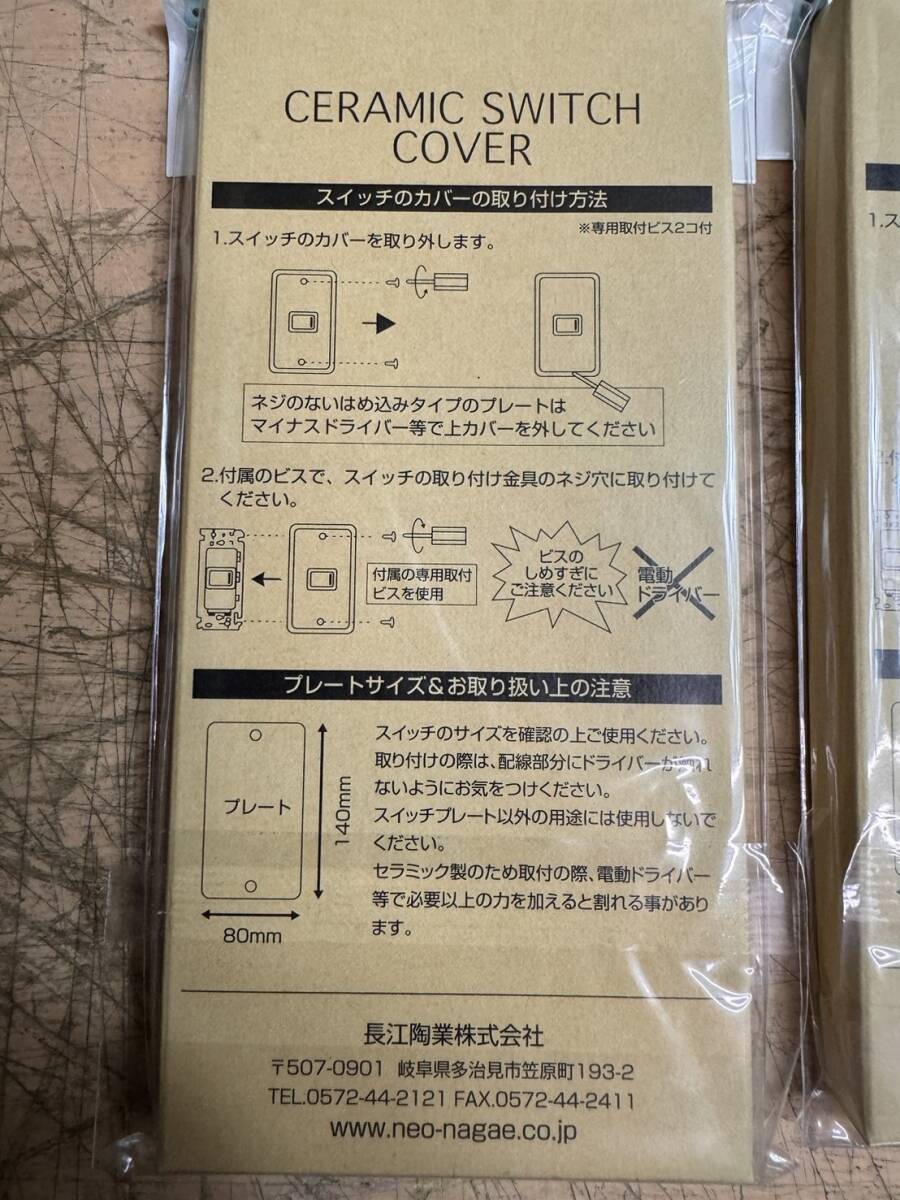 CERAMIC SWITCH
COVER
スイッチのカバーの取り付け方法
※専用取付ビス2コ付
1.スイッチのカバーを取り外します。
ネジのないはめ込みタイプのプレートは
マイナスドライバー等で上カバーを外してください
2.付属のビスで、スイッチの取り付け金具のネジ穴に取り付けて
ください。
付属の専用取付
ビスを使用
ビスの
しめすぎに
ご注意ください
電動
ドライバー
プレートサイズ&お取り扱い上の注意
プレート
140mm
80mm
スイッチのサイズを確認の上ご使用ください。
取り付けの際は、配線部分にドライバーが触れ
ないようにお気をつけください。
スイッチプレート以外の用途には使用しないで
ください。
セラミック製のため取付の際、電動ドライバー
等で必要以上の力を加えると割れる事があり
ます。
長江陶業株式会社
〒507-0901 岐阜県多治見市笠原町193-2
TEL.0572-44-2121 FAX.0572-44-2411
www.neo-nagae.co.jp
1.ス
2.付